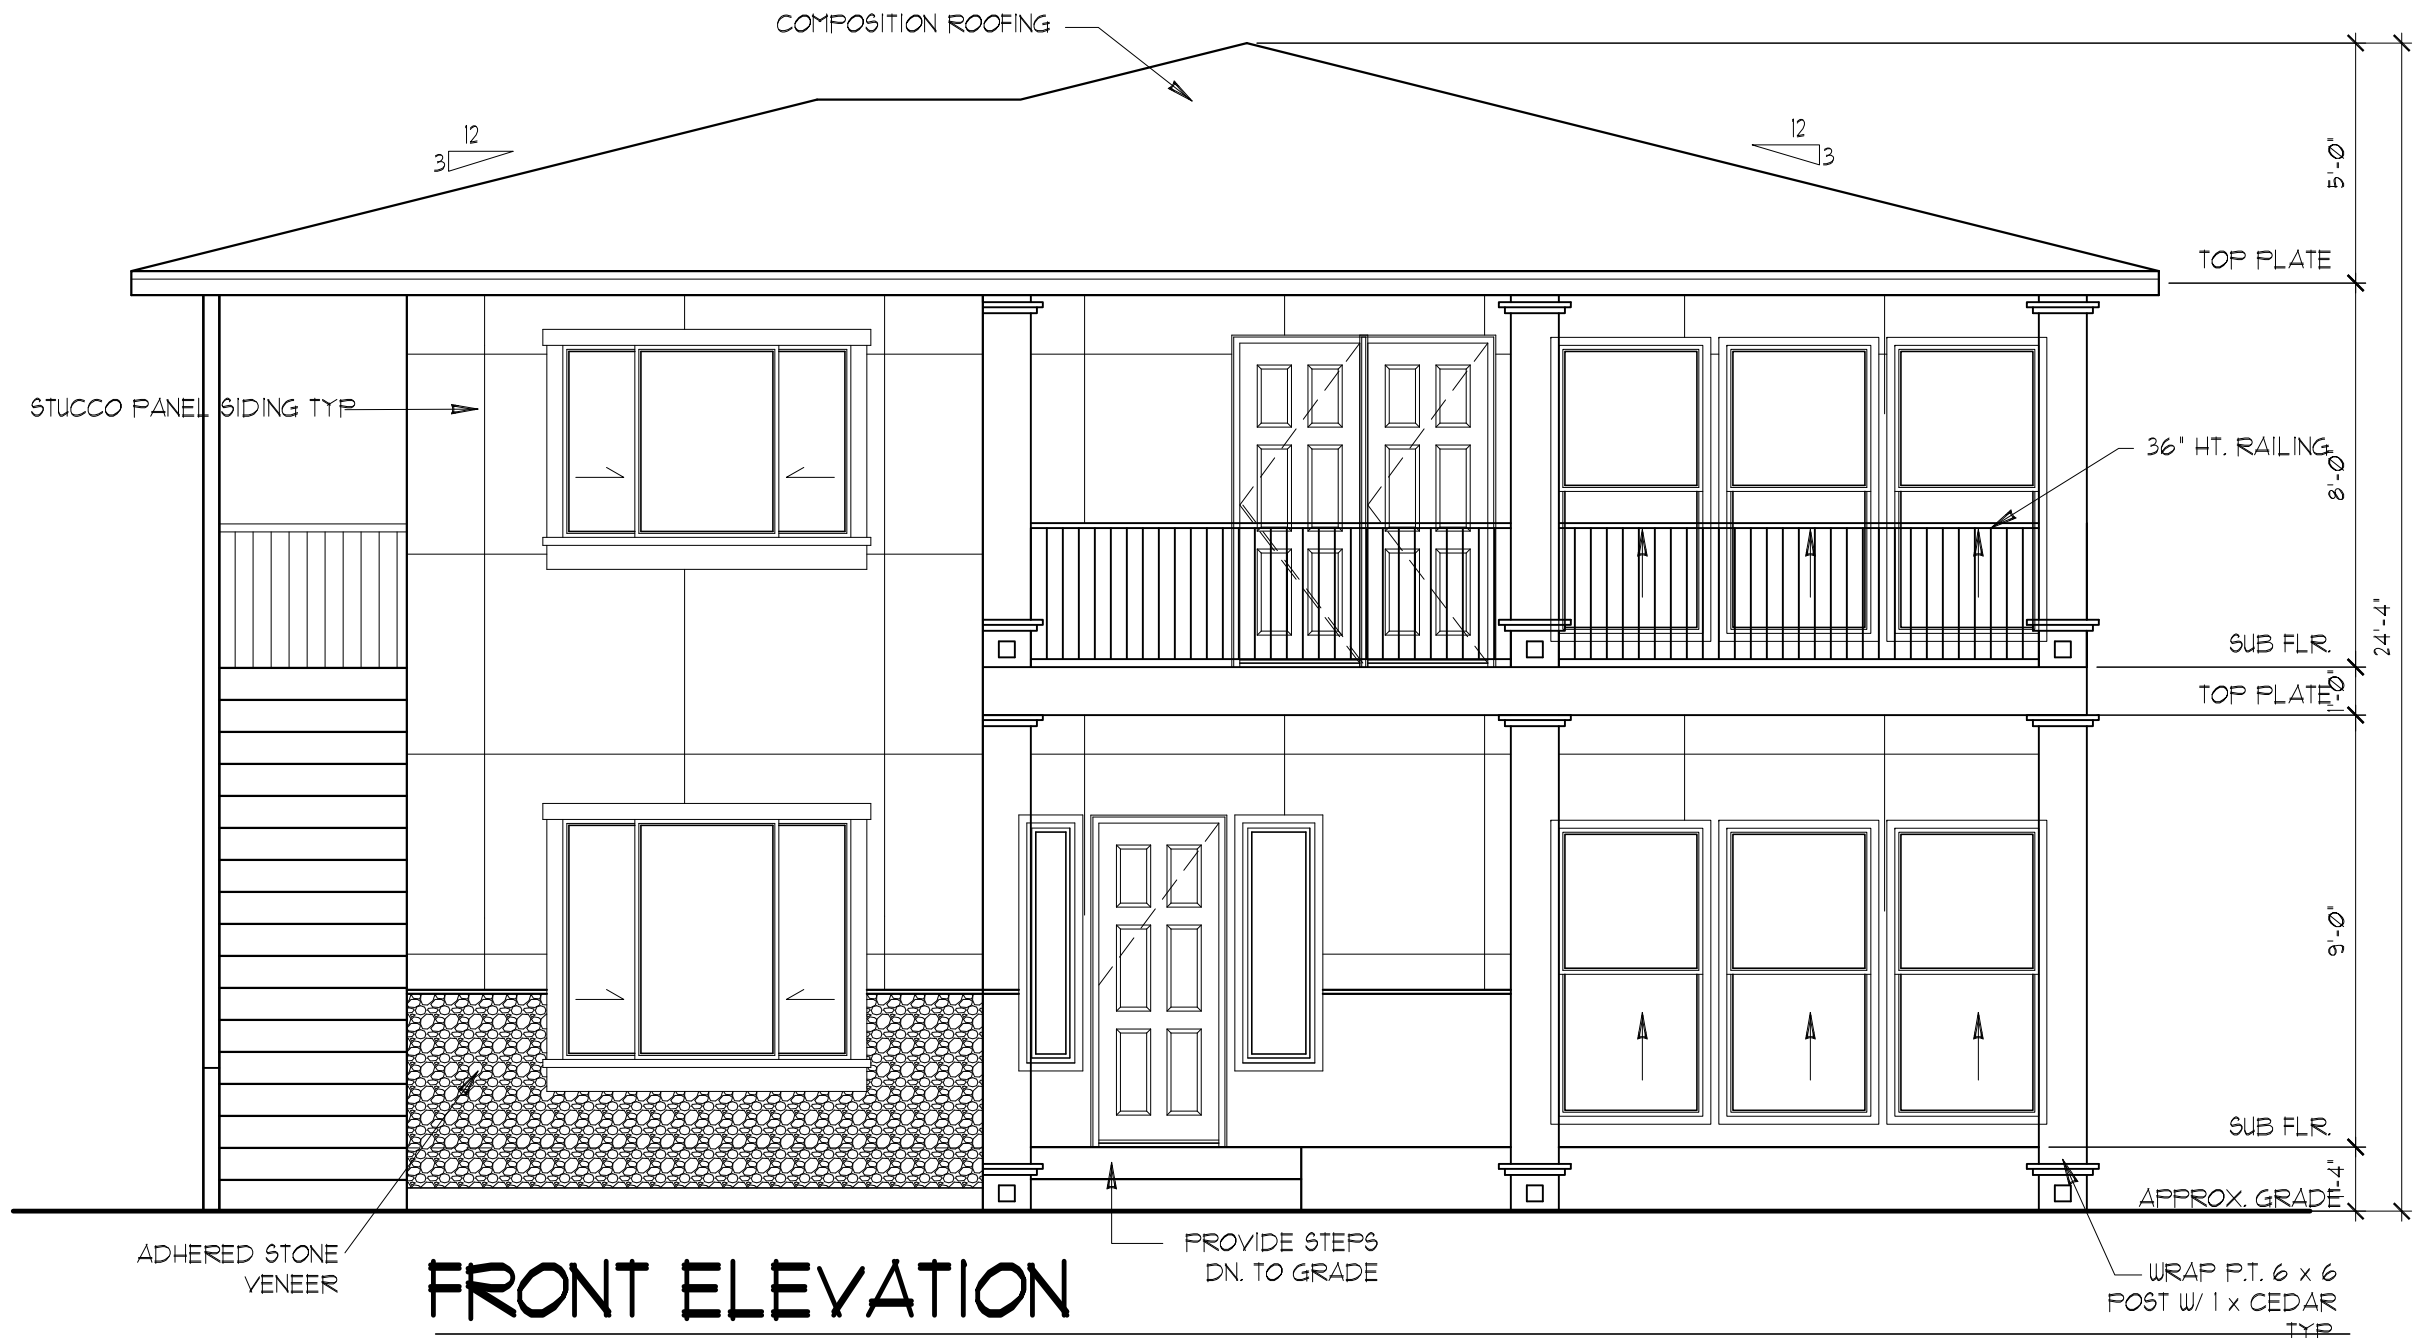 COMPOSITION ROOFING
12
3
12
3
5'-0"
TOP PLATE
STUCCO PANEL SIDING TYP
36" HT. RAILING
8'-0"
24'-4"
SUB FLR.
TOP PLATE
1'-0"
9'-0"
SUB FLR.
1'-4"
APPROX. GRADE
ADHERED STONE
VENEER
FRONT ELEVATION
PROVIDE STEPS
DN. TO GRADE
WRAP P.T. 6 x 6
POST W/ 1 x CEDAR
TYP